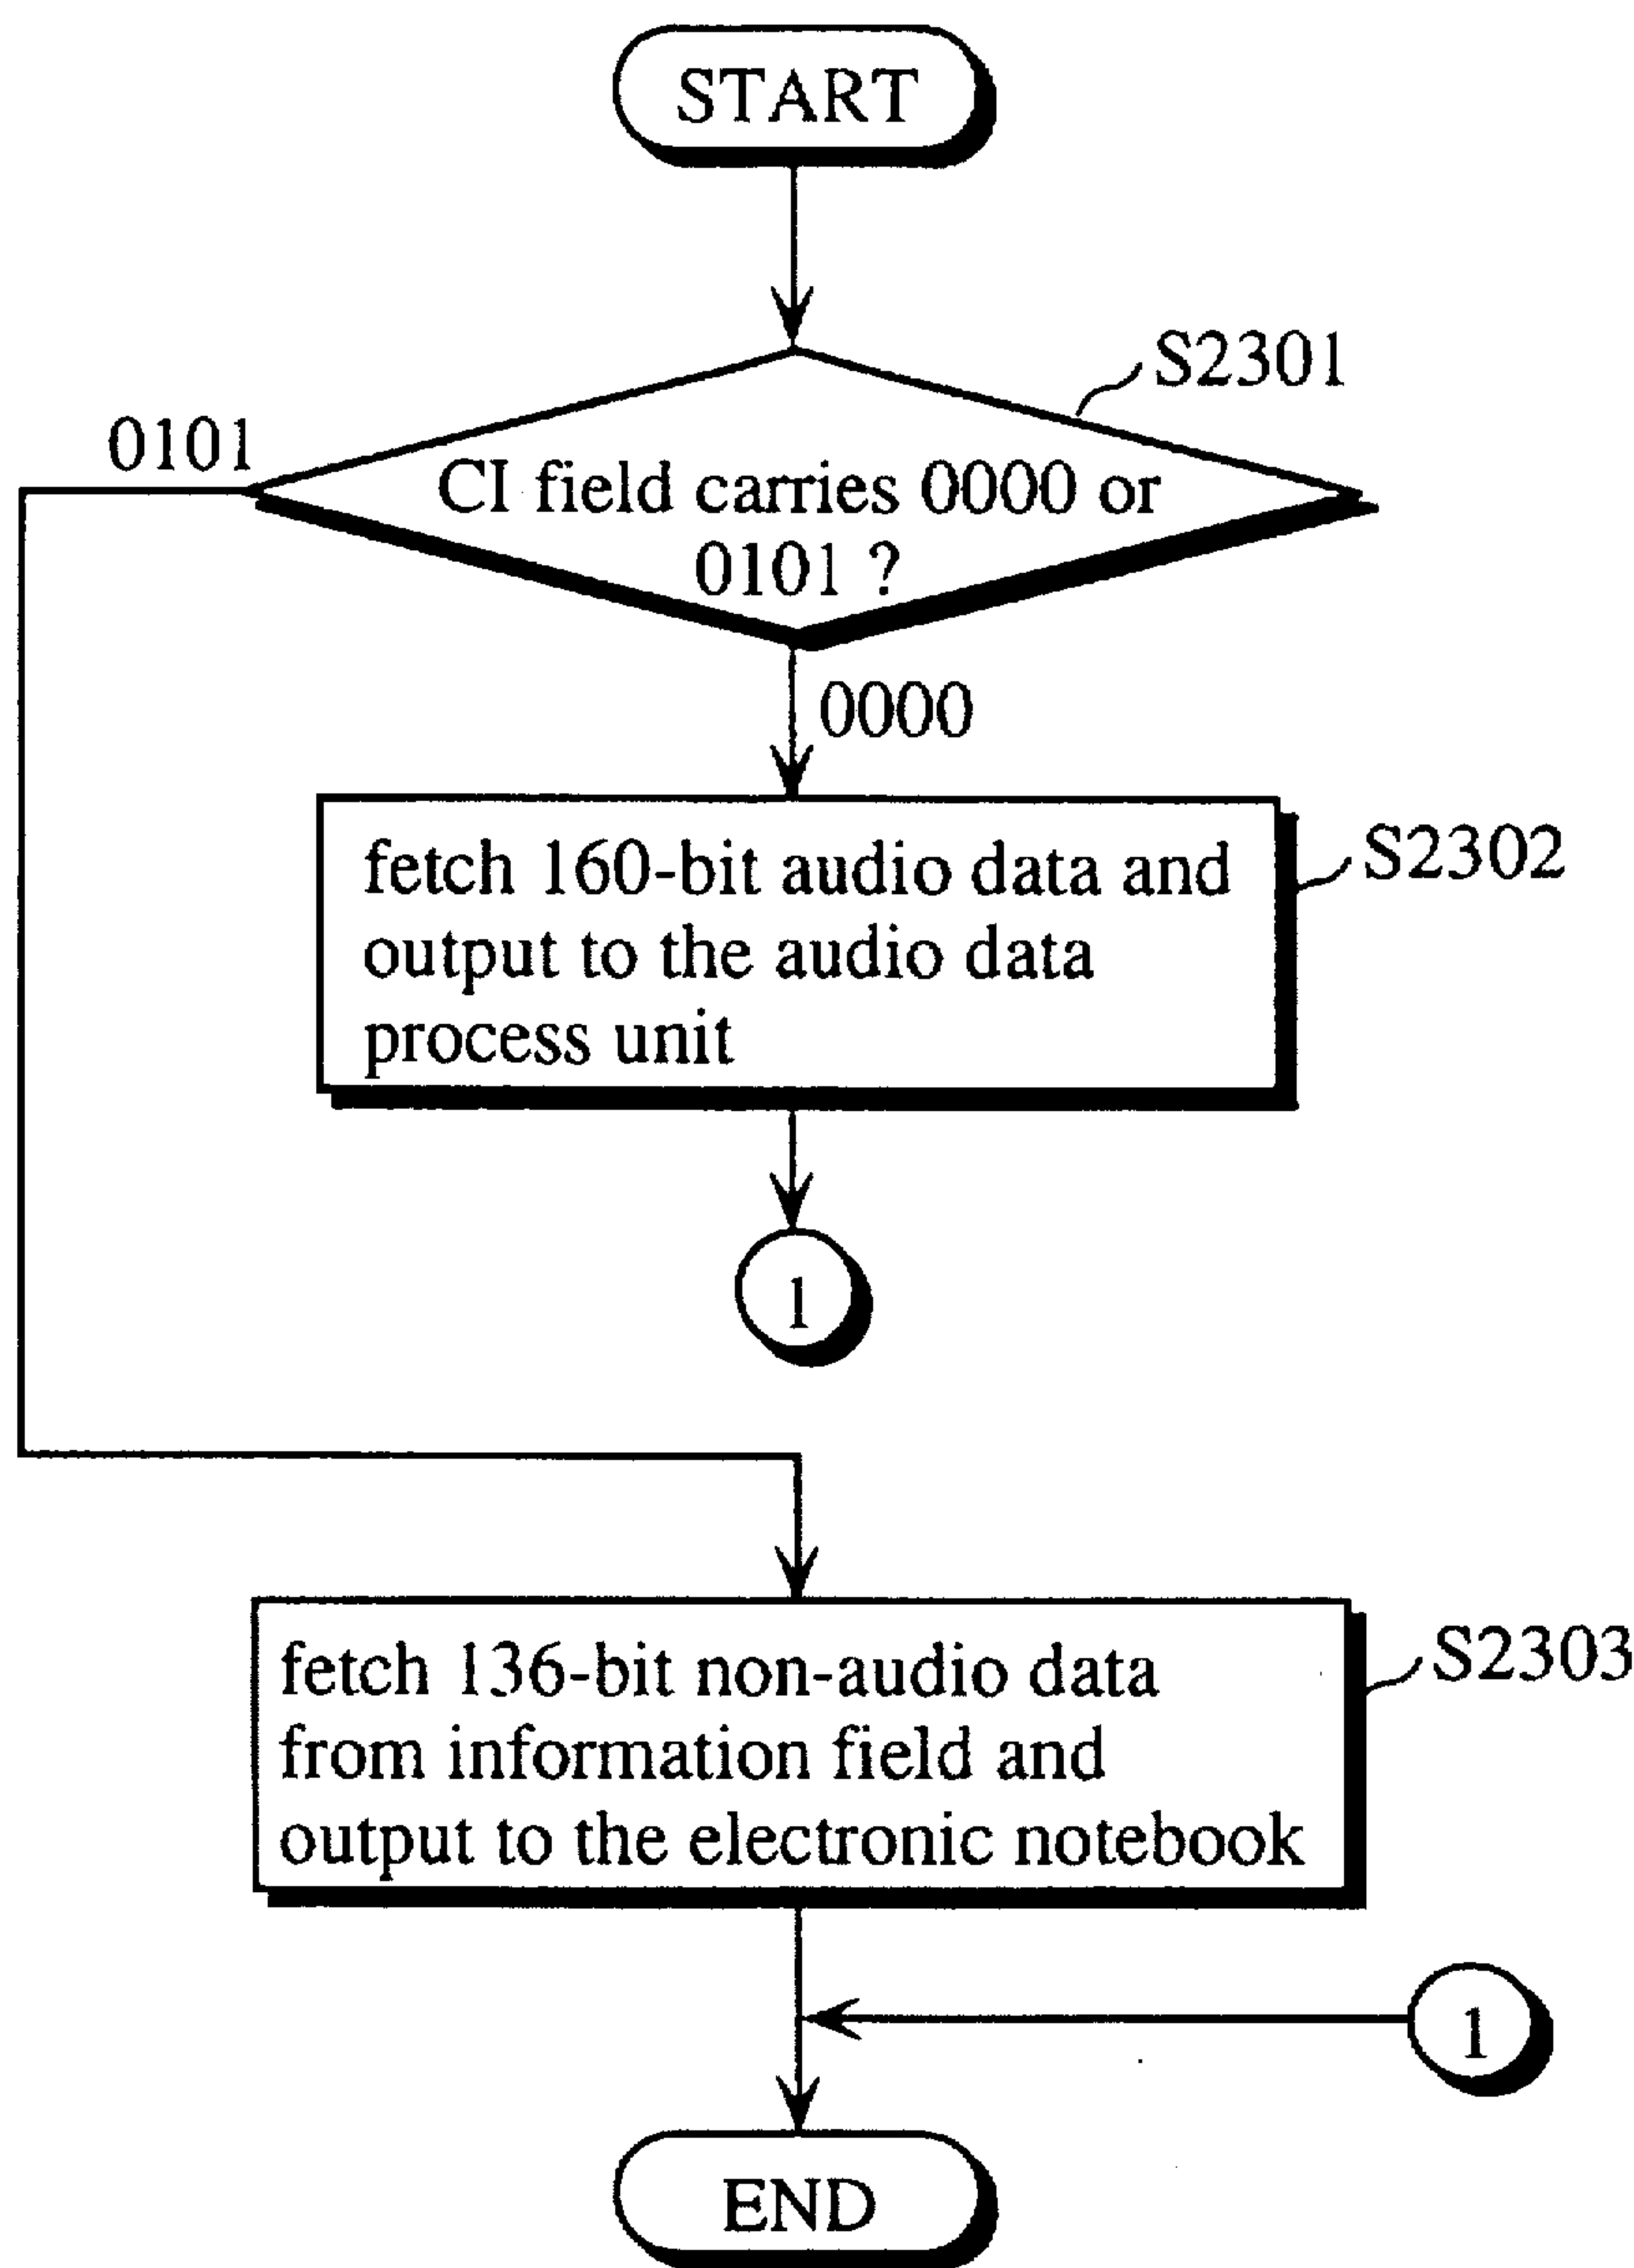 START
S2301
0101
CI field carries 0000 or
0101 ?
0000
fetch 160-bit audio data and
output to the audio data
process unit
S2302
1
fetch 136-bit non-audio data
from information field and
output to the electronic notebook
S2303
1
END